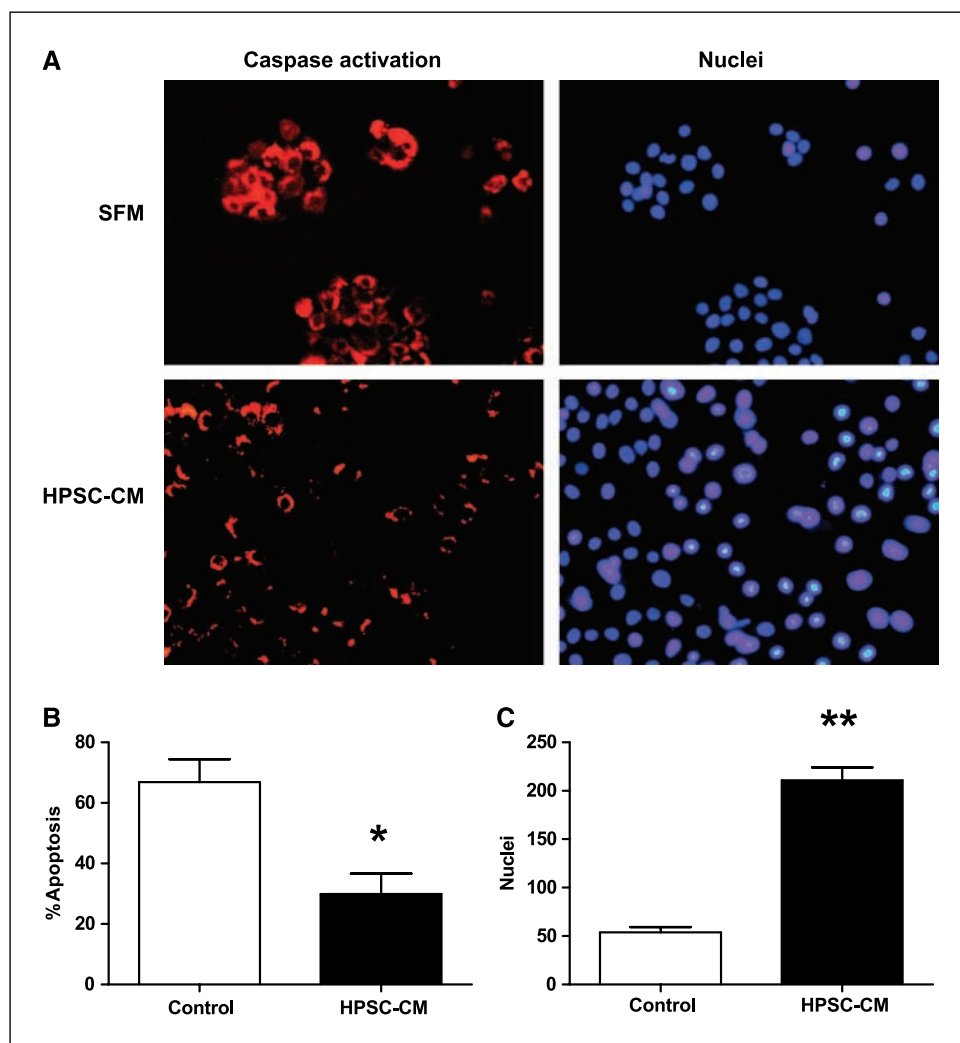 A
Caspase activation
Nuclei
SFM
HPSC-CM
B
C
80
60
40
20
0
%Apoptosis
*
Control
HPSC-CM
250
200
150
100
50
0
Nuclei
**
Control
HPSC-CM